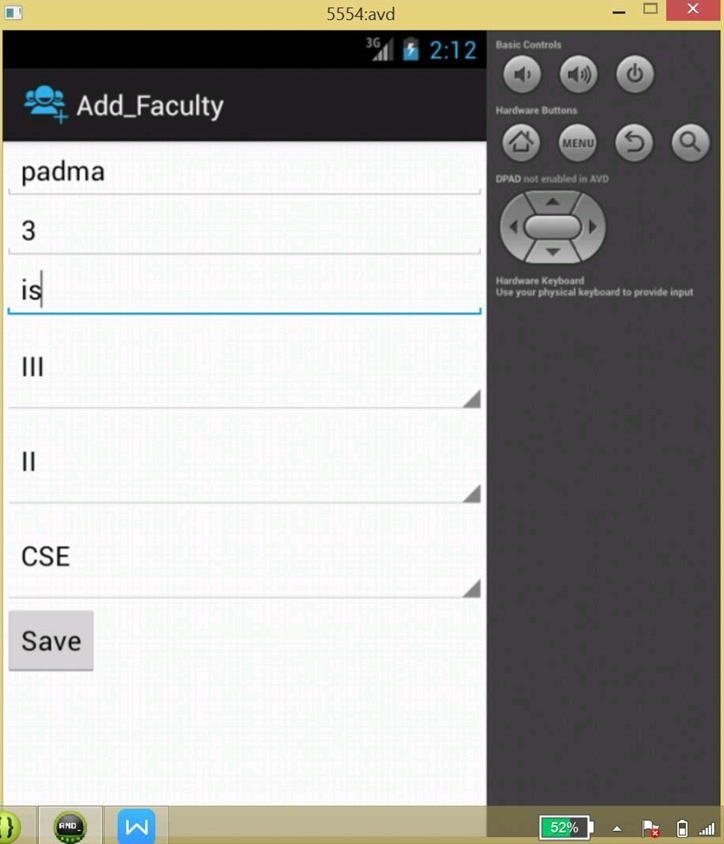 5554:avd
3G 2:12
Add_Faculty
padma
3
is
III
II
CSE
Save
Basic Controls
Hardware Buttons
MENU
DPAD not enabled in AVD
Hardware Keyboard
Use your physical keyboard to provide input
AMD
52%